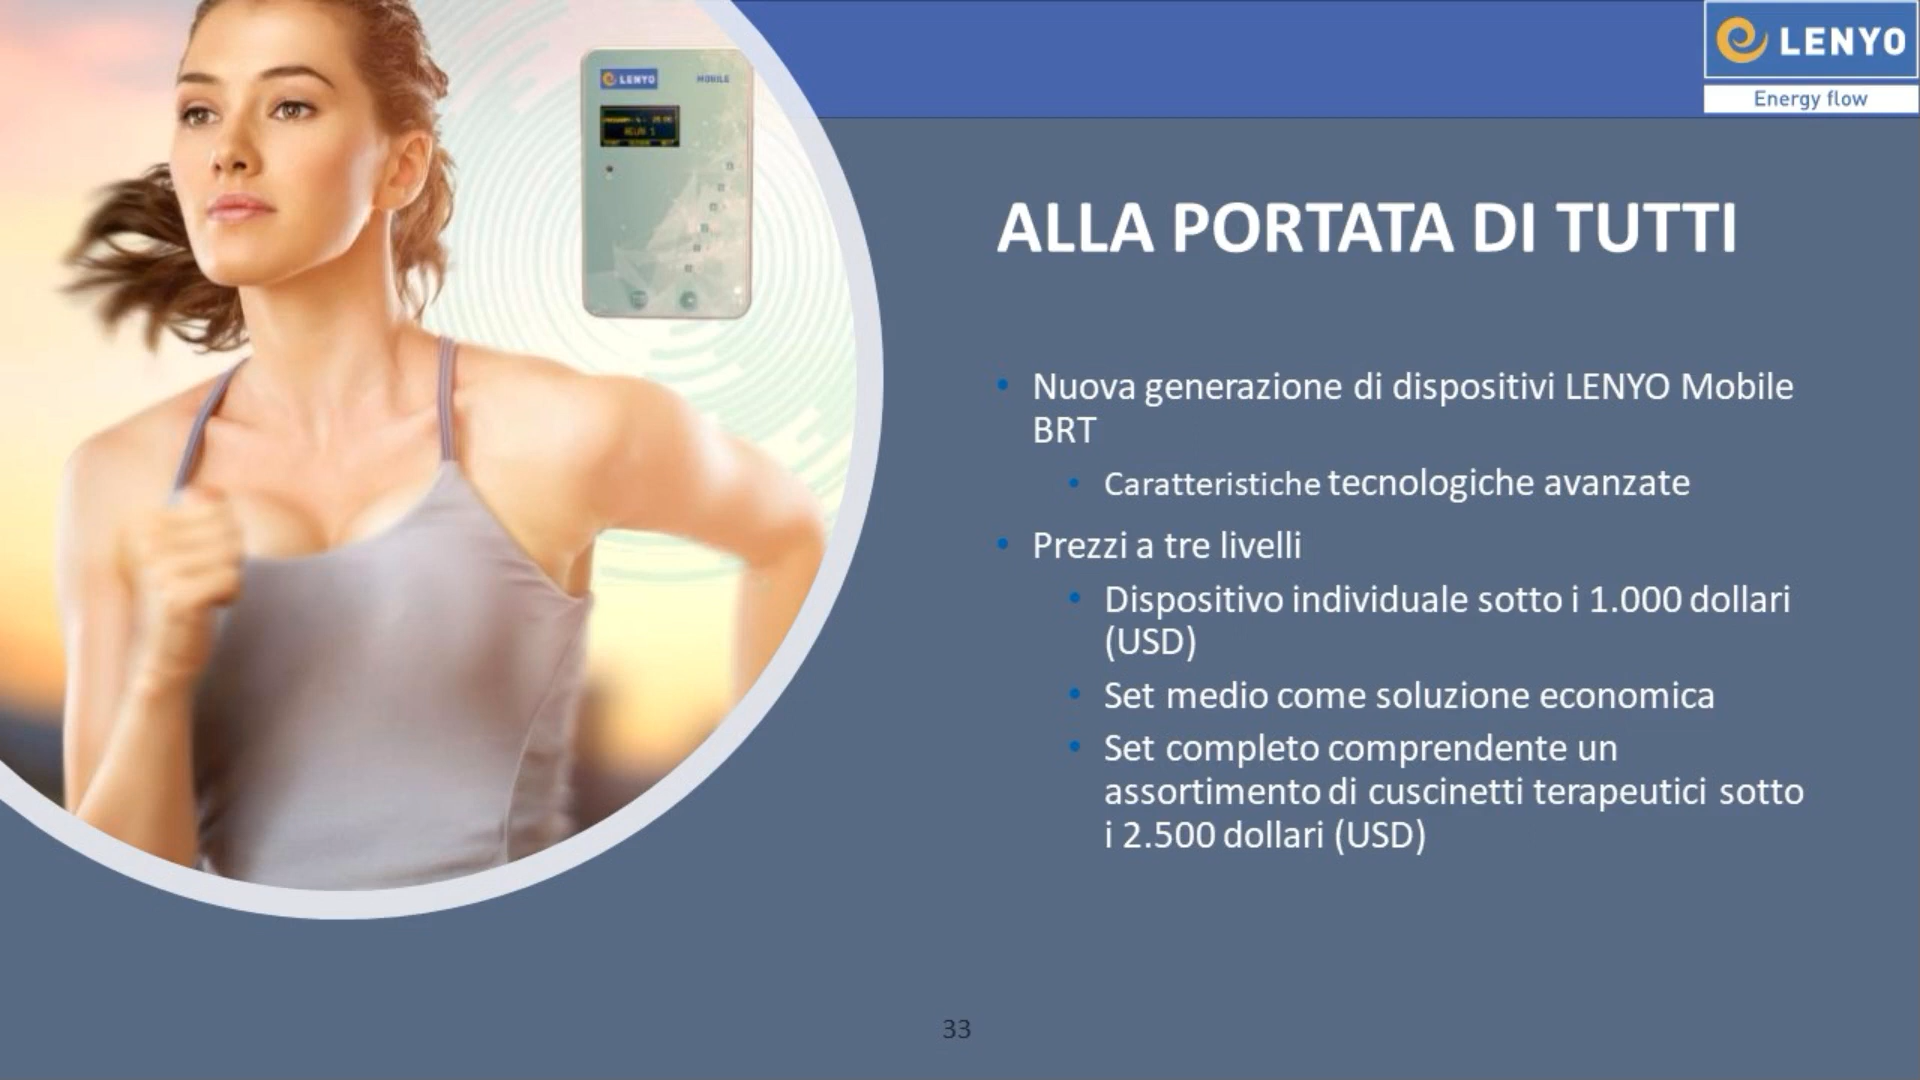 LENYO
Energy flow
LENYO MOBILE
ALLA PORTATA DI TUTTI
• Nuova generazione di dispositivi LENYO Mobile
BRT
• Caratteristiche tecnologiche avanzate
• Prezzi a tre livelli
• Dispositivo individuale sotto i 1.000 dollari
(USD)
• Set medio come soluzione economica
• Set completo comprendente un
assortimento di cuscinetti terapeutici sotto
i 2.500 dollari (USD)
33